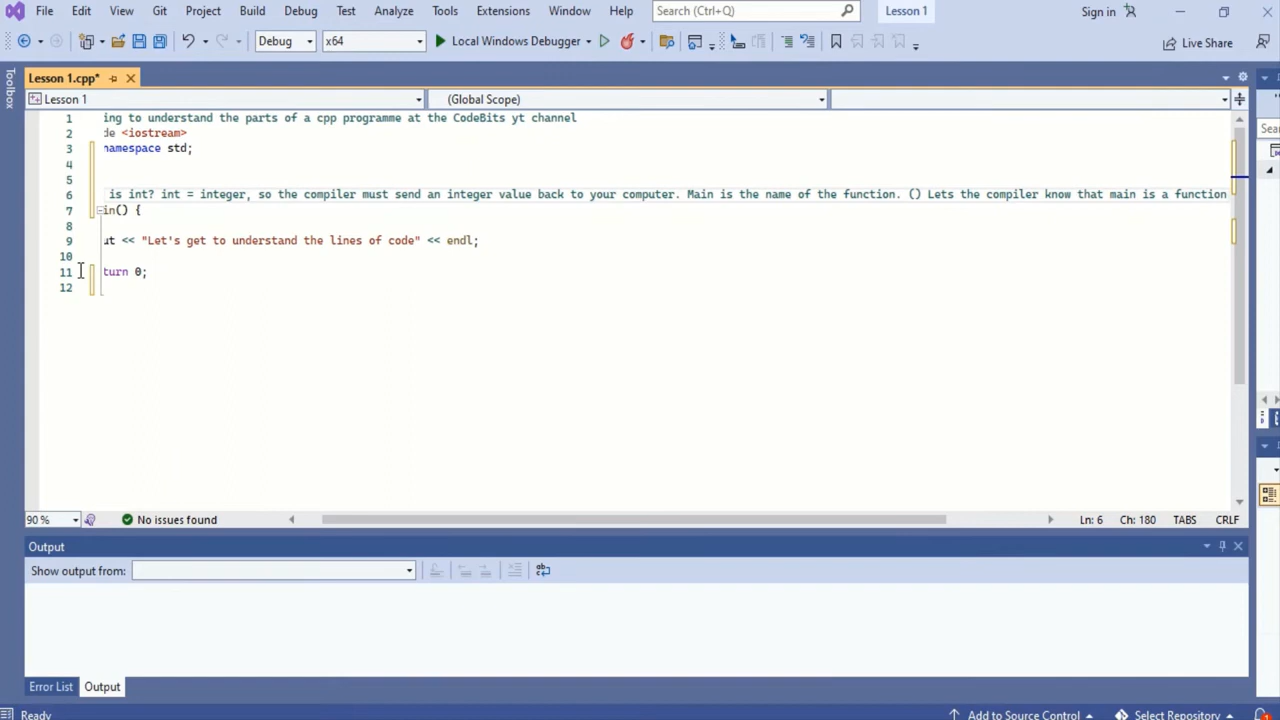 File Edit View Git Project Build Debug Test Analyze Tools Extensions Window Help Search (Ctrl+Q) Lesson 1 Sign in
Debug x64 Local Windows Debugger Live Share
Toolbox
Lesson 1.cpp*
Lesson 1 (Global Scope)
1 ing to understand the parts of a cpp programme at the CodeBits yt channel
2 de <iostream>
3 namespace std;
4
5
6 is int? int = integer, so the compiler must send an integer value back to your computer. Main is the name of the function. () Lets the compiler know that main is a function
7 in() {
8
9 ut << "Let's get to understand the lines of code" << endl;
10
11 turn 0;
12
Sea
90 % No issues found Ln: 6 Ch: 180 TABS CRLF
Output
Show output from:
Error List Output
Ready Add to Source Control Select Repository